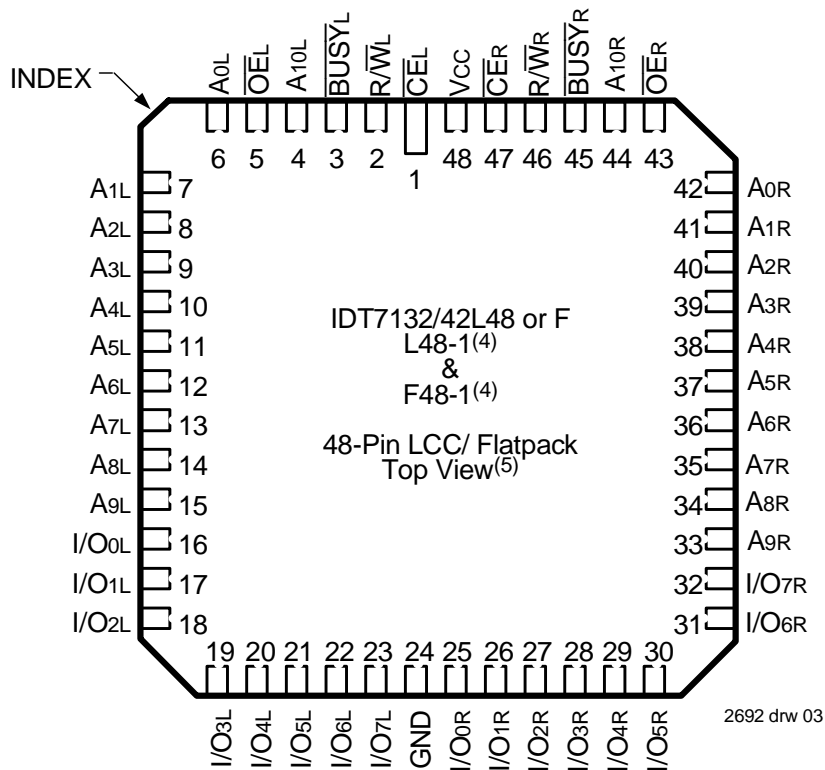 INDEX
A0L
OEL
A10L
BUSYL
R/WL
CEL
VCC
CER
R/WR
BUSYR
A10R
OER
6 5 4 3 2 1 48 47 46 45 44 43
A1L 7
A2L 8
A3L 9
A4L 10
A5L 11
A6L 12
A7L 13
A8L 14
A9L 15
I/O0L 16
I/O1L 17
I/O2L 18
IDT7132/42L48 or F
L48-1(4)
&
F48-1(4)
48-Pin LCC/ Flatpack
Top View(5)
42 A0R
41 A1R
40 A2R
39 A3R
38 A4R
37 A5R
36 A6R
35 A7R
34 A8R
33 A9R
32 I/O7R
31 I/O6R
19 20 21 22 23 24 25 26 27 28 29 30
I/O3L
I/O4L
I/O5L
I/O6L
I/O7L
GND
I/O0R
I/O1R
I/O2R
I/O3R
I/O4R
I/O5R
2692 drw 03